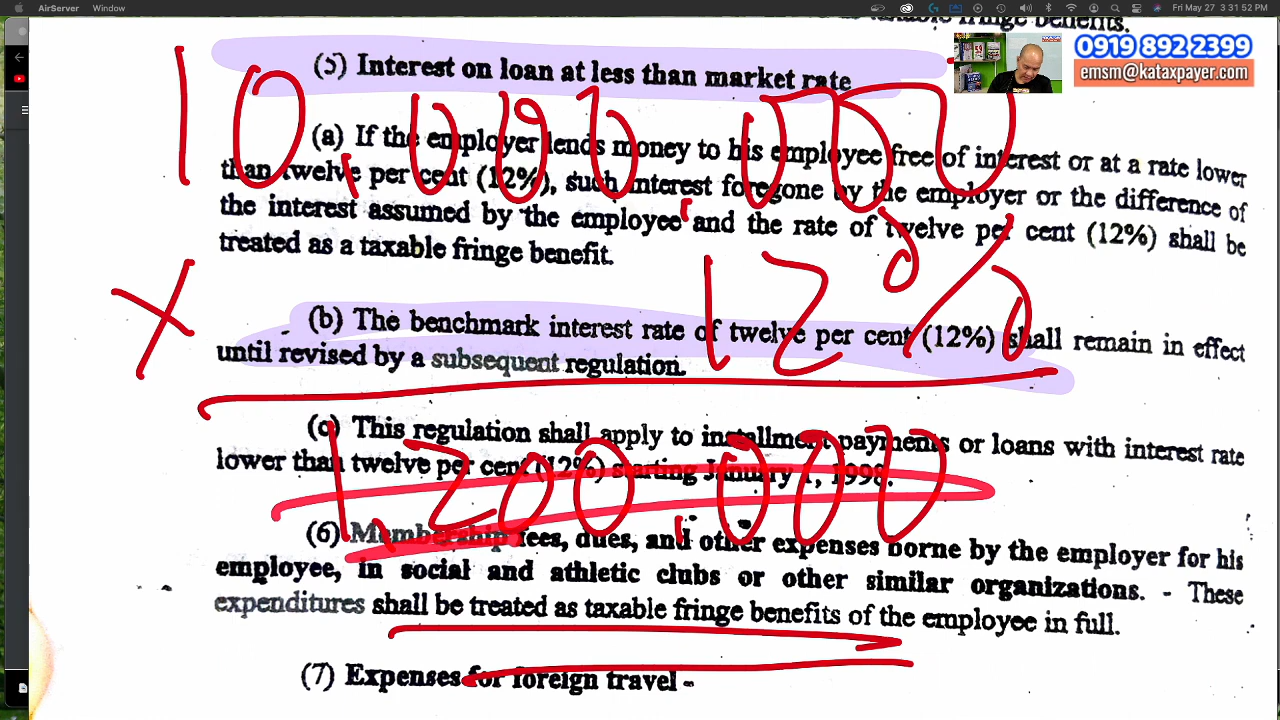 AirServer Window Fri May 27 3:31:52 PM
taxable fringe benefits.
0919 892 2399
emsm@kataxpayer.com
(5) Interest on loan at less than market rate
10,000,000
(a) If the employer lends money to his employee free of interest or at a rate lower
than twelve per cent (12%), such interest foregone by the employer or the difference of
the interest assumed by the employee and the rate of twelve per cent (12%) shall be
treated as a taxable fringe benefit.
x 12%
(b) The benchmark interest rate of twelve per cent (12%) shall remain in effect
until revised by a subsequent regulation.
(c) This regulation shall apply to installment payments or loans with interest rate
lower than twelve per cent (12%) starting January 1, 1998.
1,200,000
(6) Membership fees, dues, and other expenses borne by the employer for his
employee, in social and athletic clubs or other similar organizations. - These
expenditures shall be treated as taxable fringe benefits of the employee in full.
(7) Expenses for foreign travel -